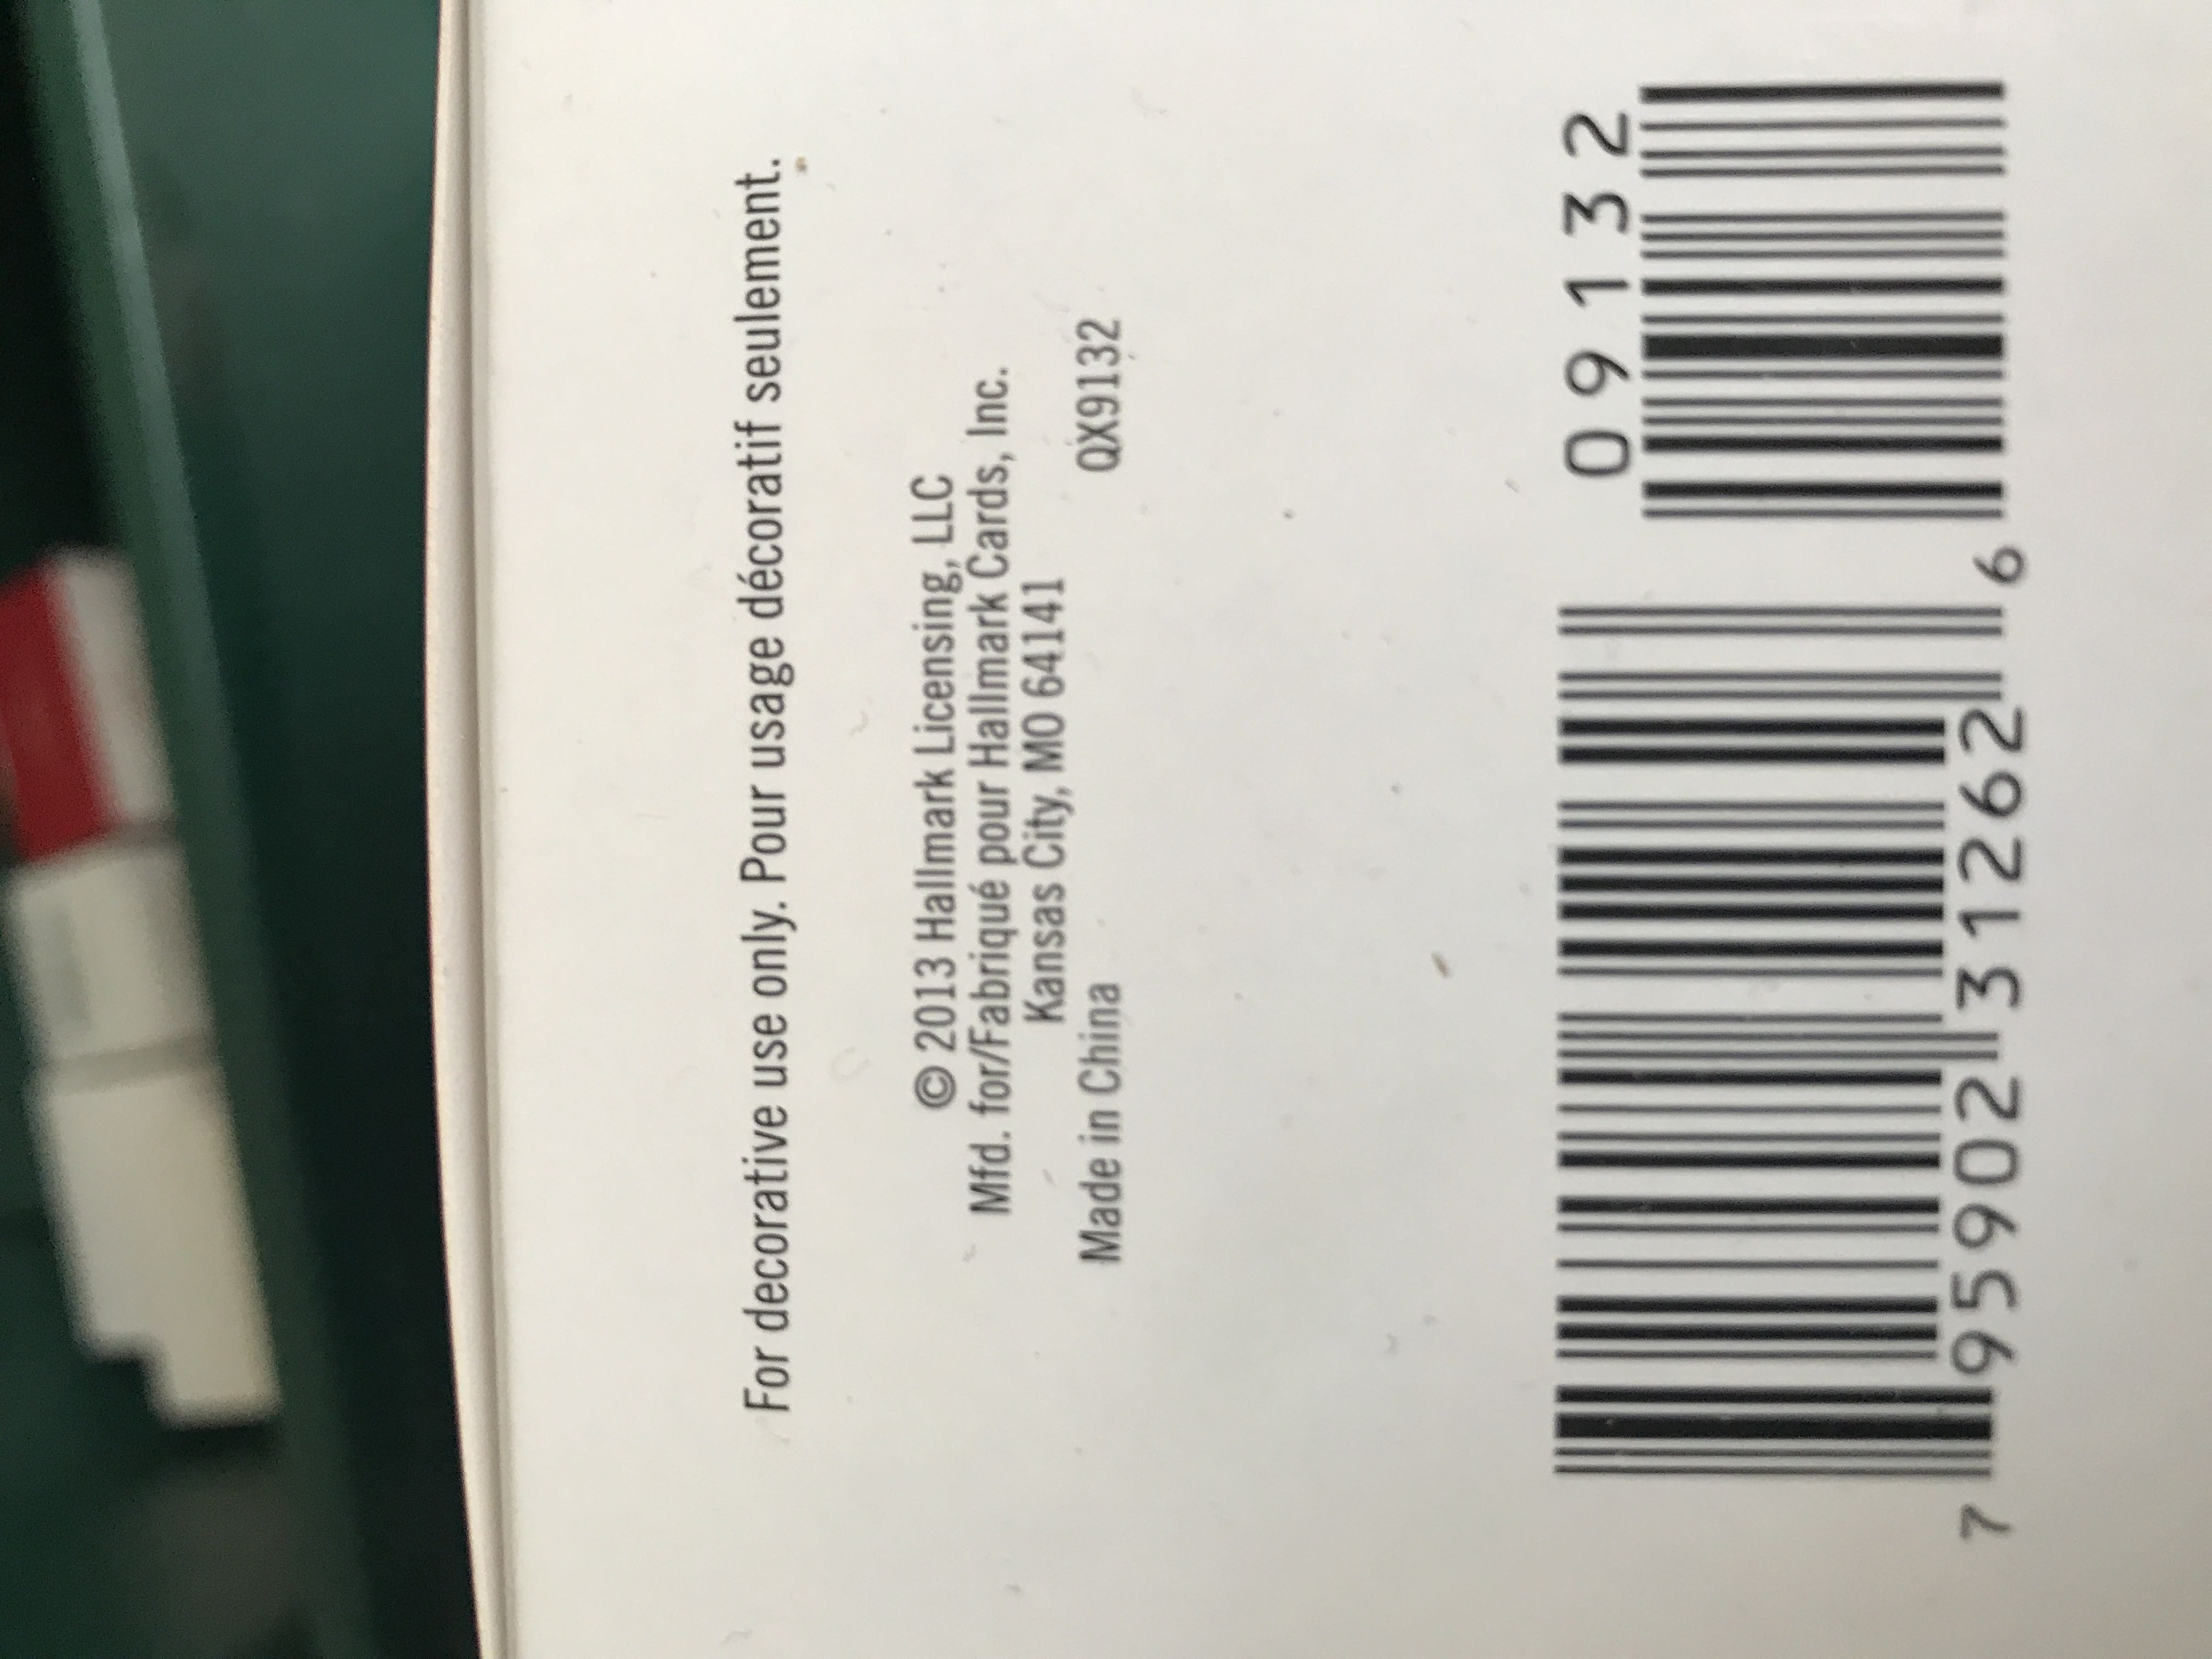 For decorative use only. Pour usage décoratif seulement.
© 2013 Hallmark Licensing, LLC
Mfd. for/Fabriqué pour Hallmark Cards, Inc.
Kansas City, MO 64141
Made in China QX9132
09132
7 95902 31262 6